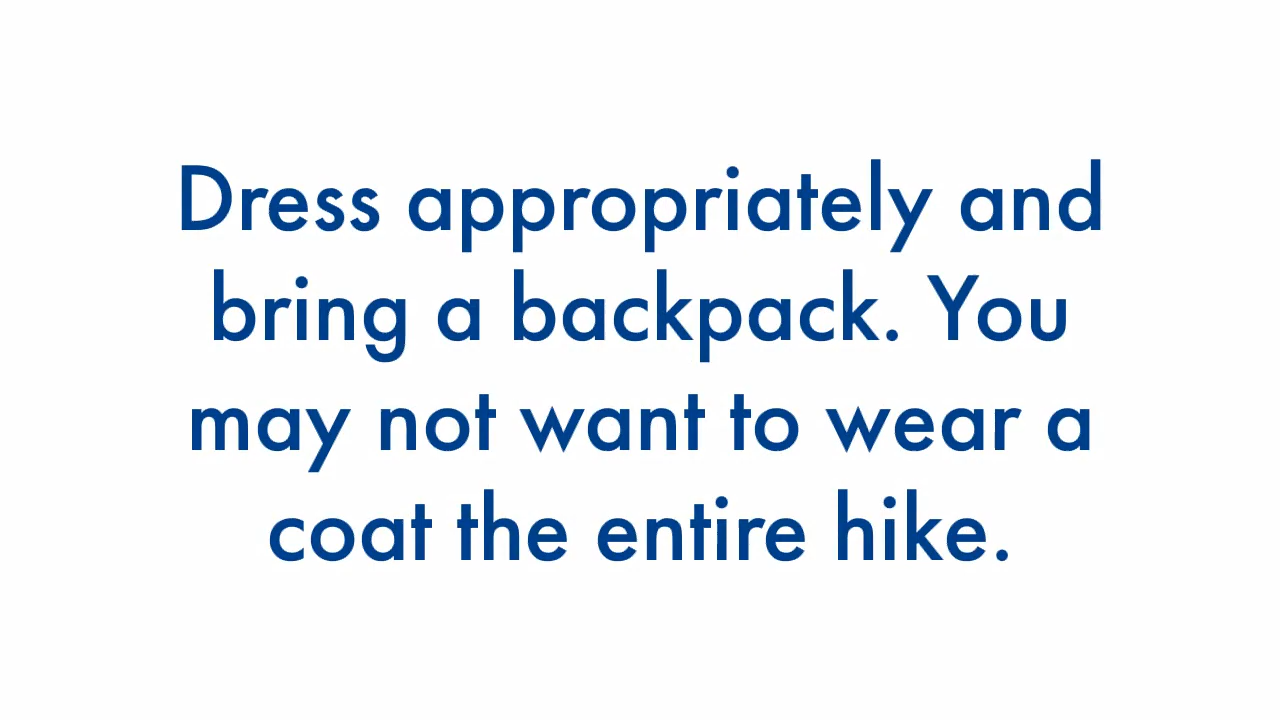 Dress appropriately and
bring a backpack. You
may not want to wear a
coat the entire hike.